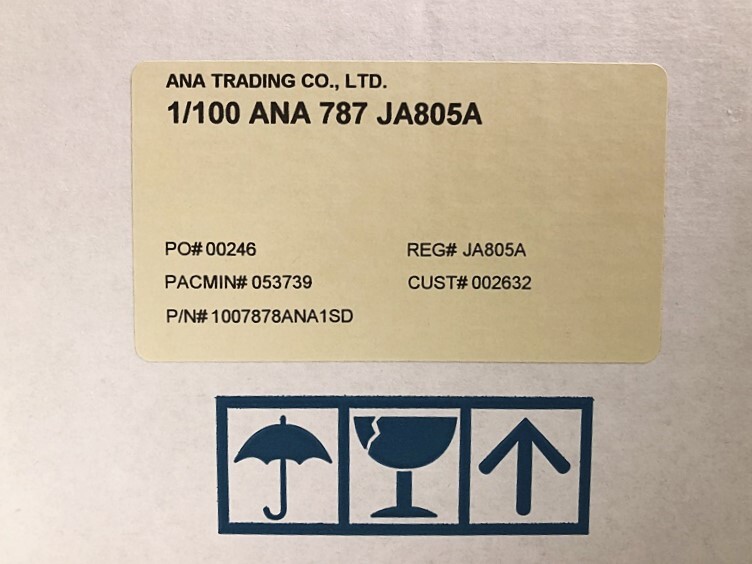 ANA TRADING CO., LTD.
1/100 ANA 787 JA805A
PO# 00246 REG# JA805A
PACMIN# 053739 CUST# 002632
P/N# 1007878ANA1SD